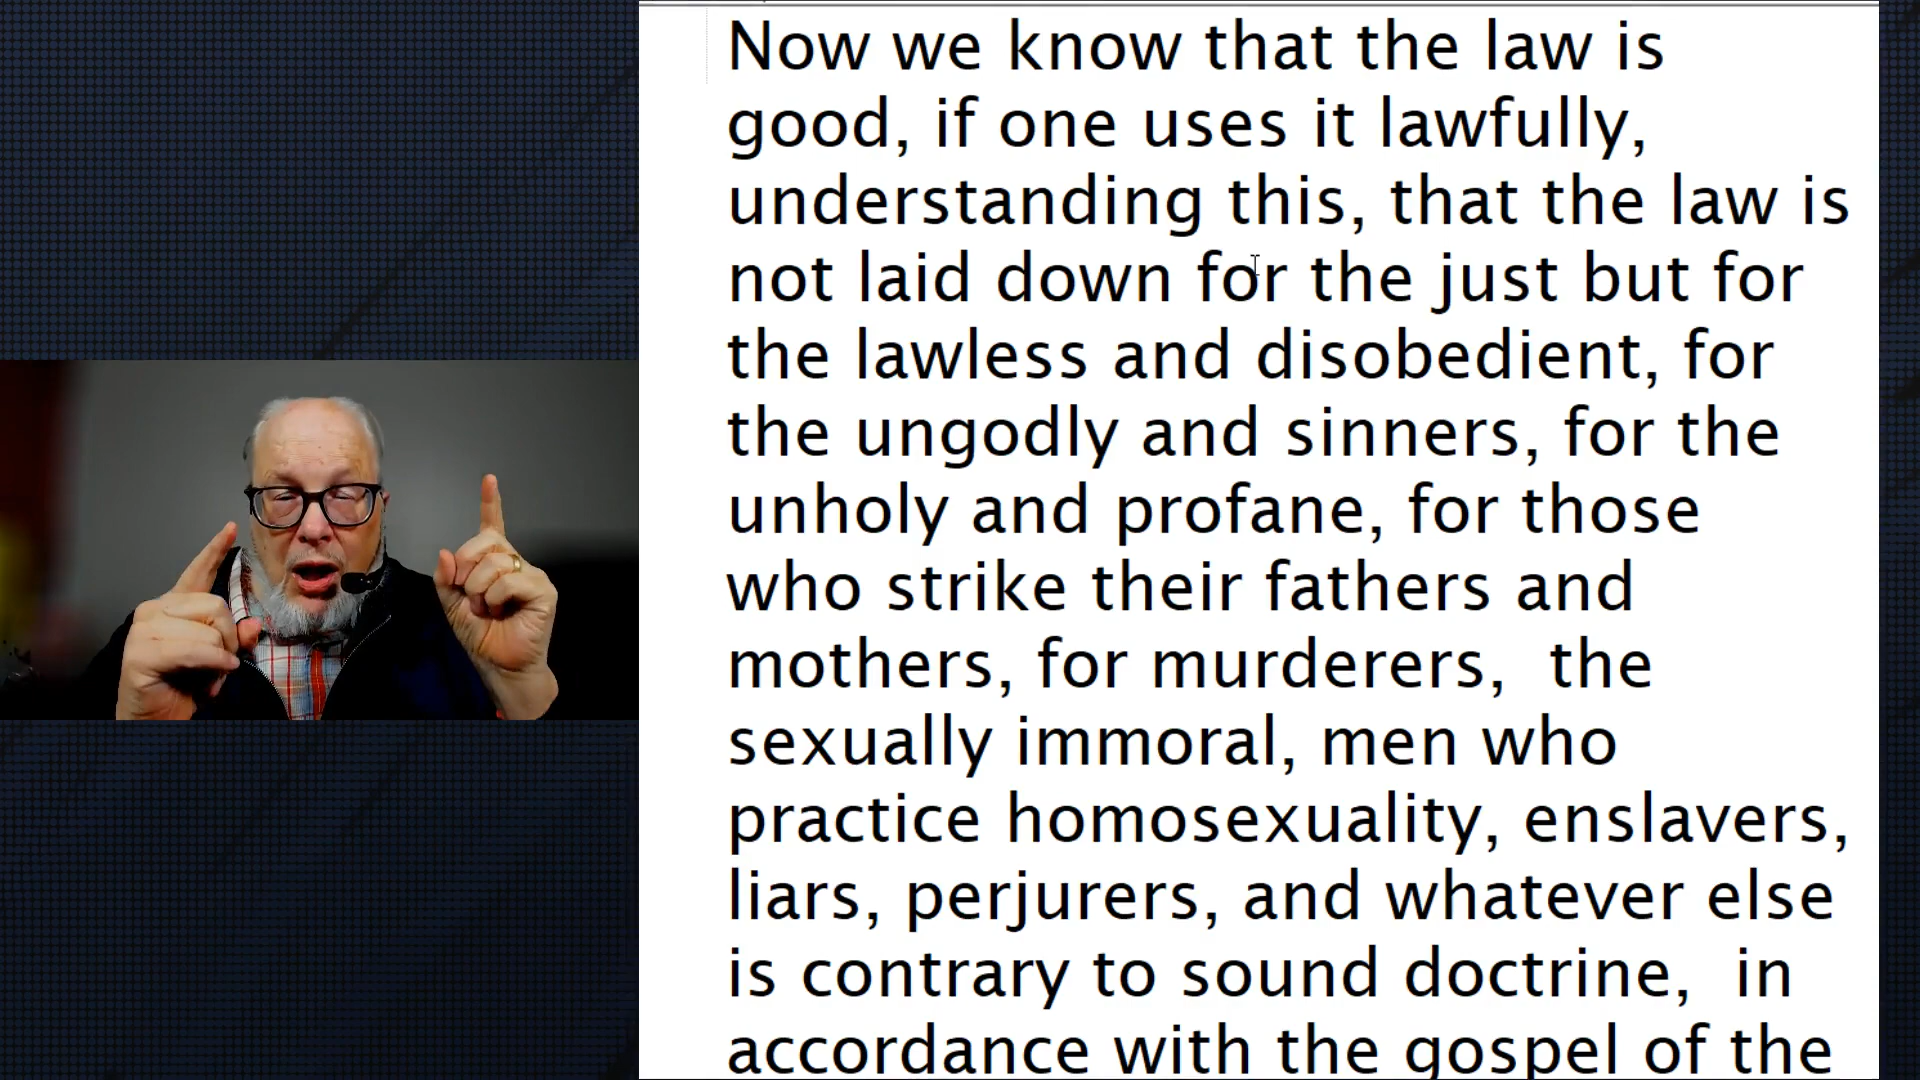 Now we know that the law is
good, if one uses it lawfully,
understanding this, that the law is
not laid down for the just but for
the lawless and disobedient, for
the ungodly and sinners, for the
unholy and profane, for those
who strike their fathers and
mothers, for murderers,  the
sexually immoral, men who
practice homosexuality, enslavers,
liars, perjurers, and whatever else
is contrary to sound doctrine,  in
accordance with the gospel of the